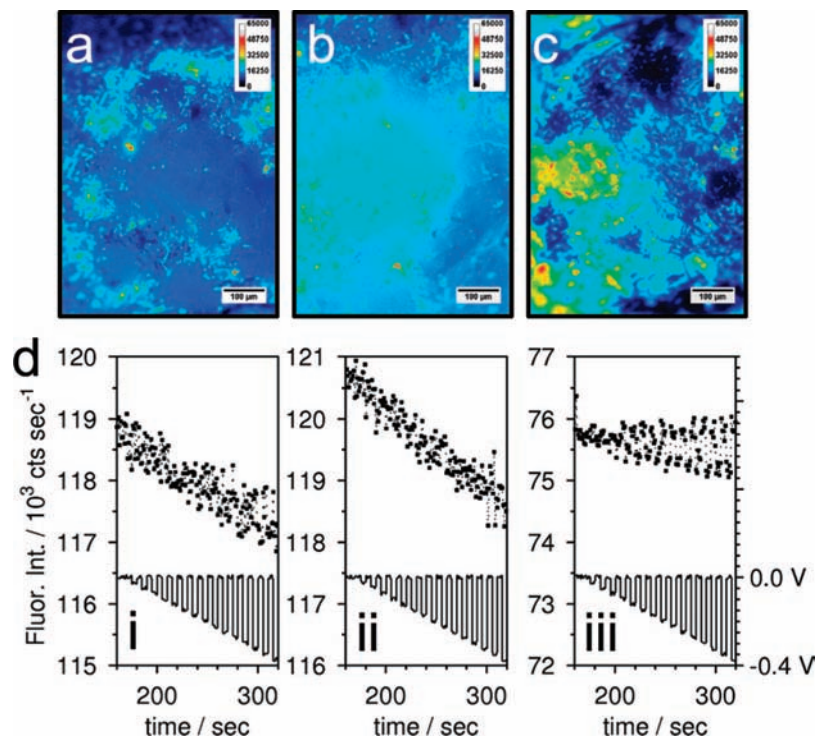 a
65000
48750
32500
16250
0
100 µm
b
65000
48750
32500
16250
0
100 µm
c
65000
48750
32500
16250
0
100 µm
d
Fluor. Int. / 10³ cts sec⁻¹
120
119
118
117
116
115
i
200 300
time / sec
121
120
119
118
117
116
ii
200 300
time / sec
77
76
75
74
73
72
iii
0.0 V
-0.4 V
200 300
time / sec